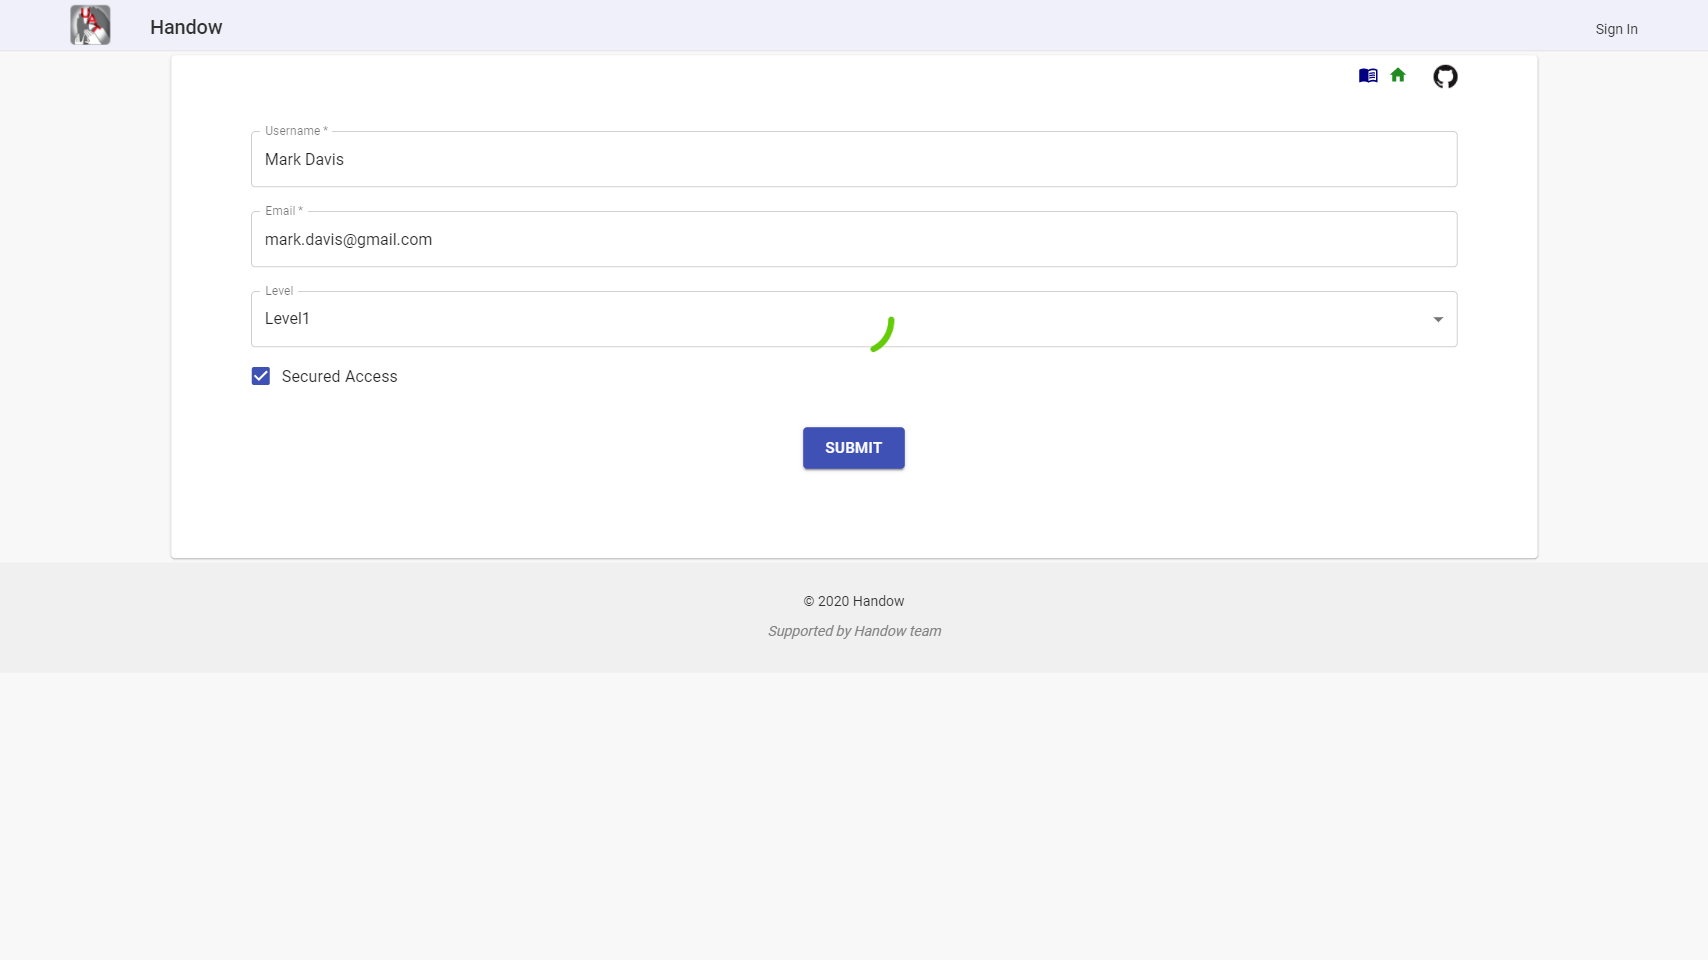 Handow
Sign In
Username *
Mark Davis
Email *
mark.davis@gmail.com
Level
Level1
Secured Access
SUBMIT
© 2020 Handow
Supported by Handow team